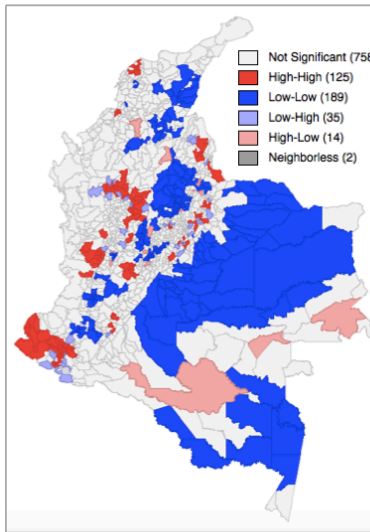 Not Significant (758
High-High (125)
Low-Low (189)
Low-High (35)
High-Low (14)
Neighborless (2)